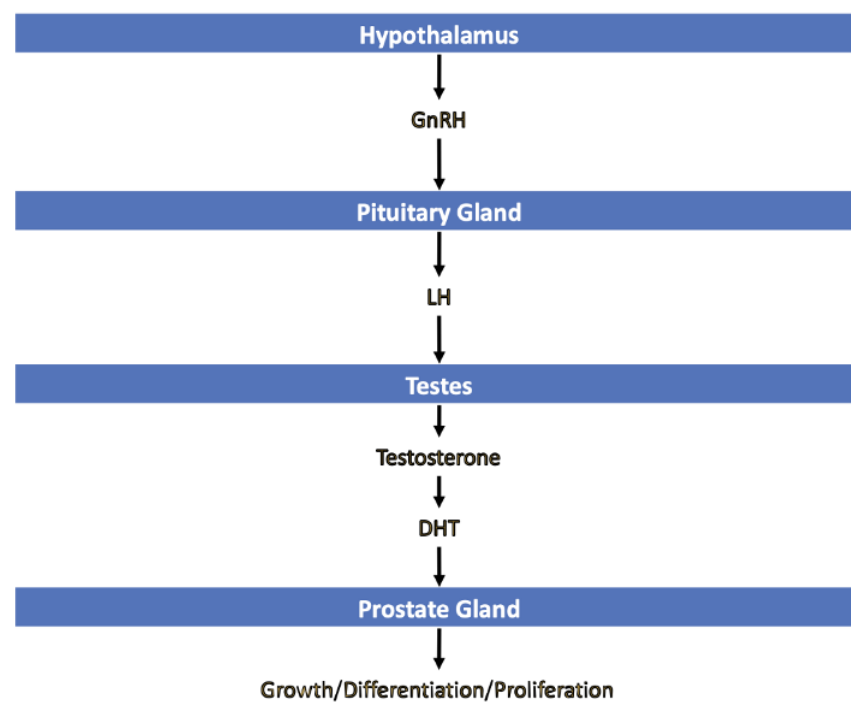 Hypothalamus
GnRH
Pituitary Gland
LH
Testes
Testosterone
DHT
Prostate Gland
Growth/Differentiation/Proliferation